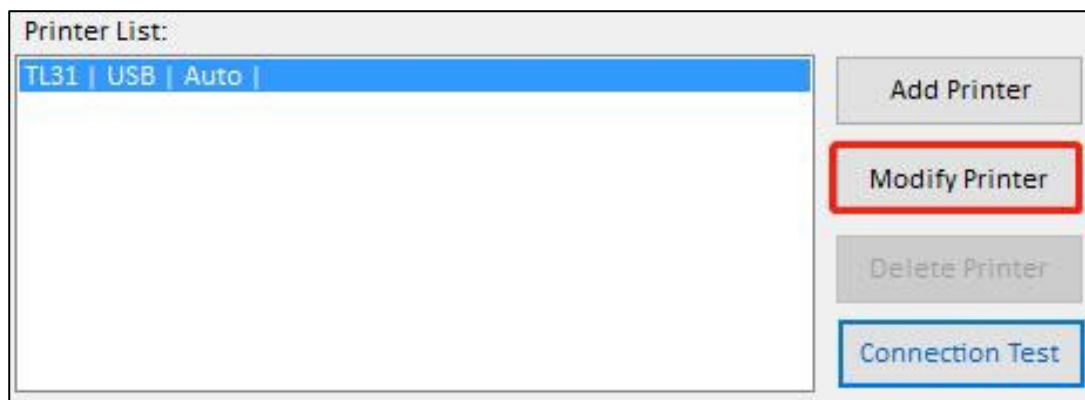 Printer List:
TL31 | USB | Auto |
Add Printer
Modify Printer
Delete Printer
Connection Test